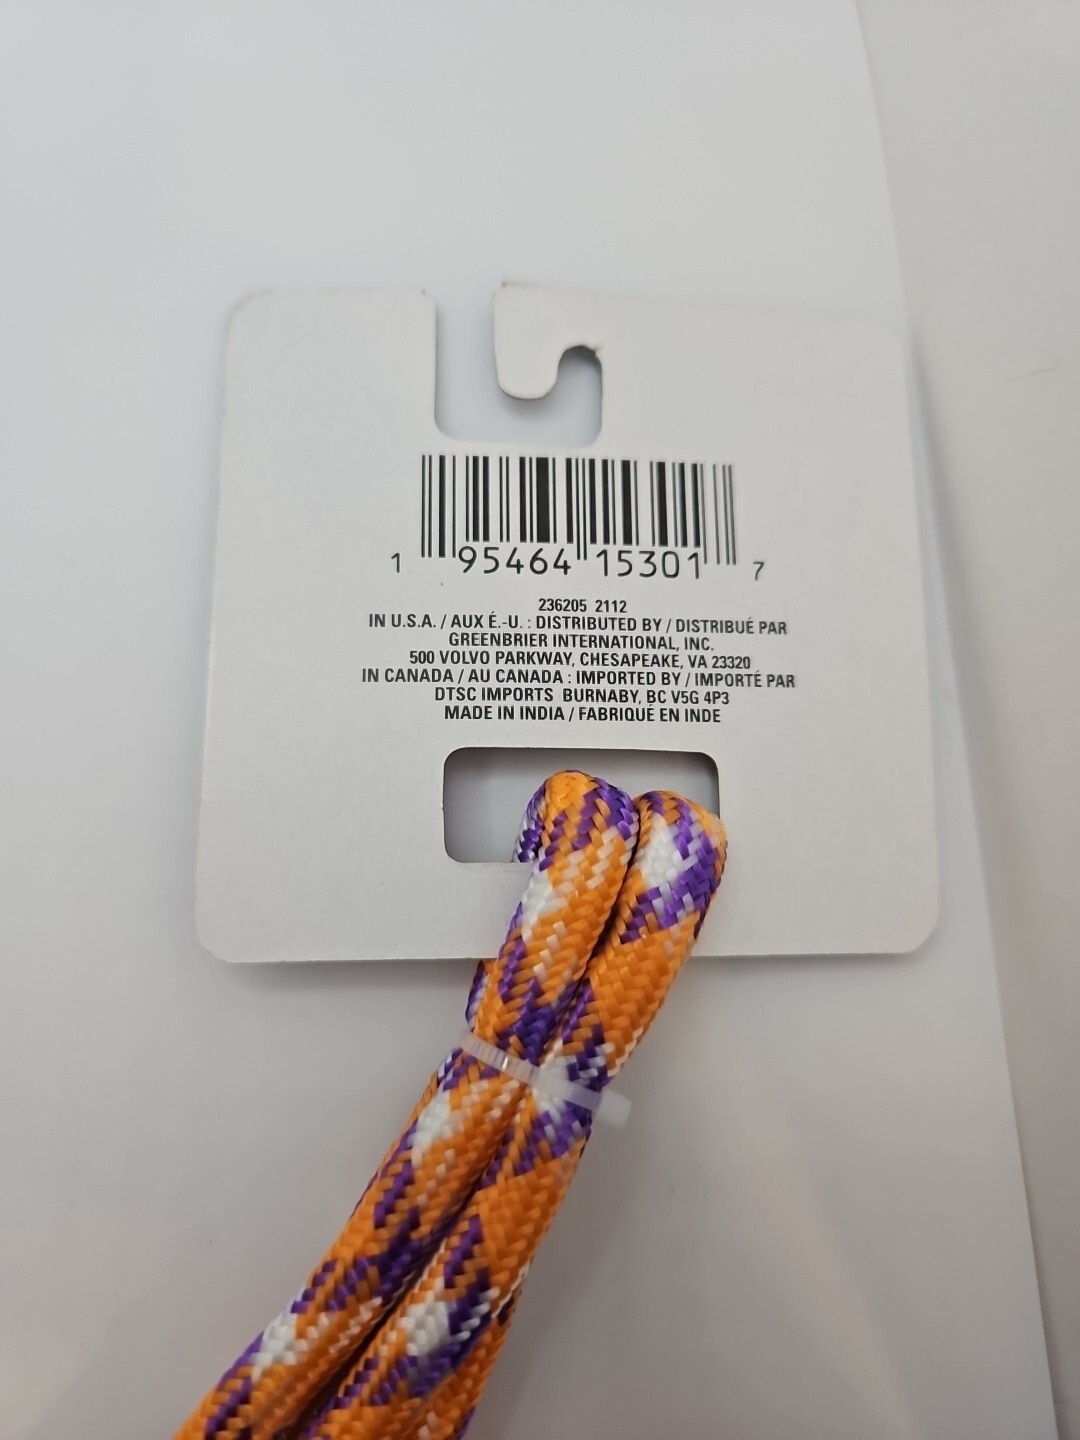 1 95464 15301 7
236205 2112
IN U.S.A. / AUX É.-U. : DISTRIBUTED BY / DISTRIBUÉ PAR
GREENBRIER INTERNATIONAL, INC.
500 VOLVO PARKWAY, CHESAPEAKE, VA 23320
IN CANADA / AU CANADA : IMPORTED BY / IMPORTÉ PAR
DTSC IMPORTS BURNABY, BC V5G 4P3
MADE IN INDIA / FABRIQUÉ EN INDE